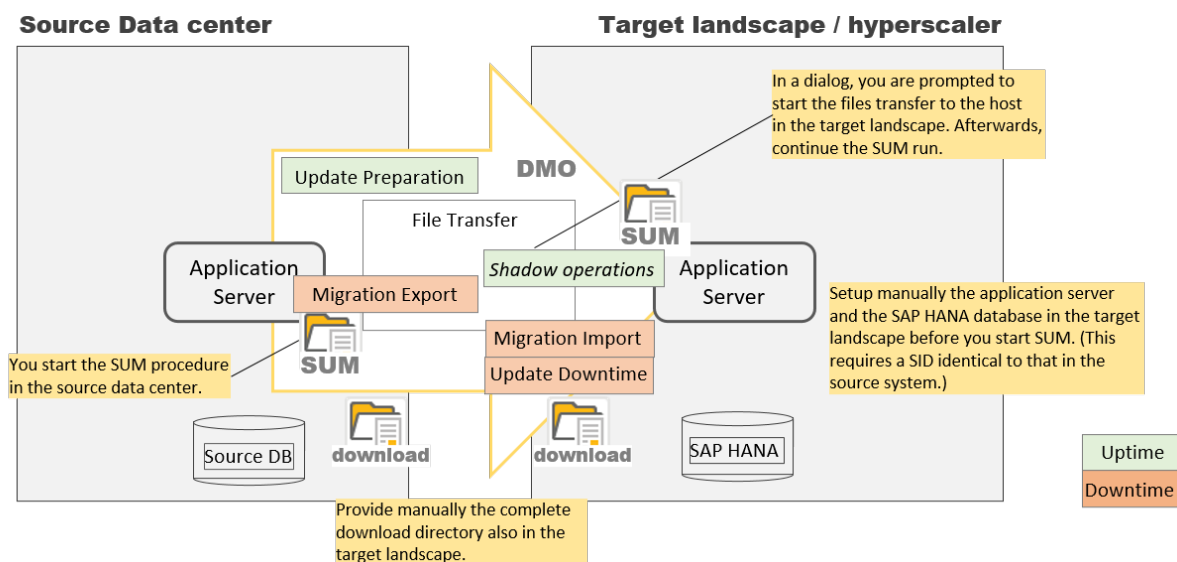 Source Data center
Target landscape / hyperscaler
In a dialog, you are prompted to
start the files transfer to the host
in the target landscape. Afterwards,
continue the SUM run.
DMO
Update Preparation
File Transfer
SUM
Shadow operations
Application
Server
Application
Server
Migration Export
Setup manually the application server
and the SAP HANA database in the target
landscape before you start SUM. (This
requires a SID identical to that in the
source system.)
Migration Import
SUM
You start the SUM procedure
in the source data center.
Update Downtime
Source DB
download
download
SAP HANA
Uptime
Downtime
Provide manually the complete
download directory also in the
target landscape.